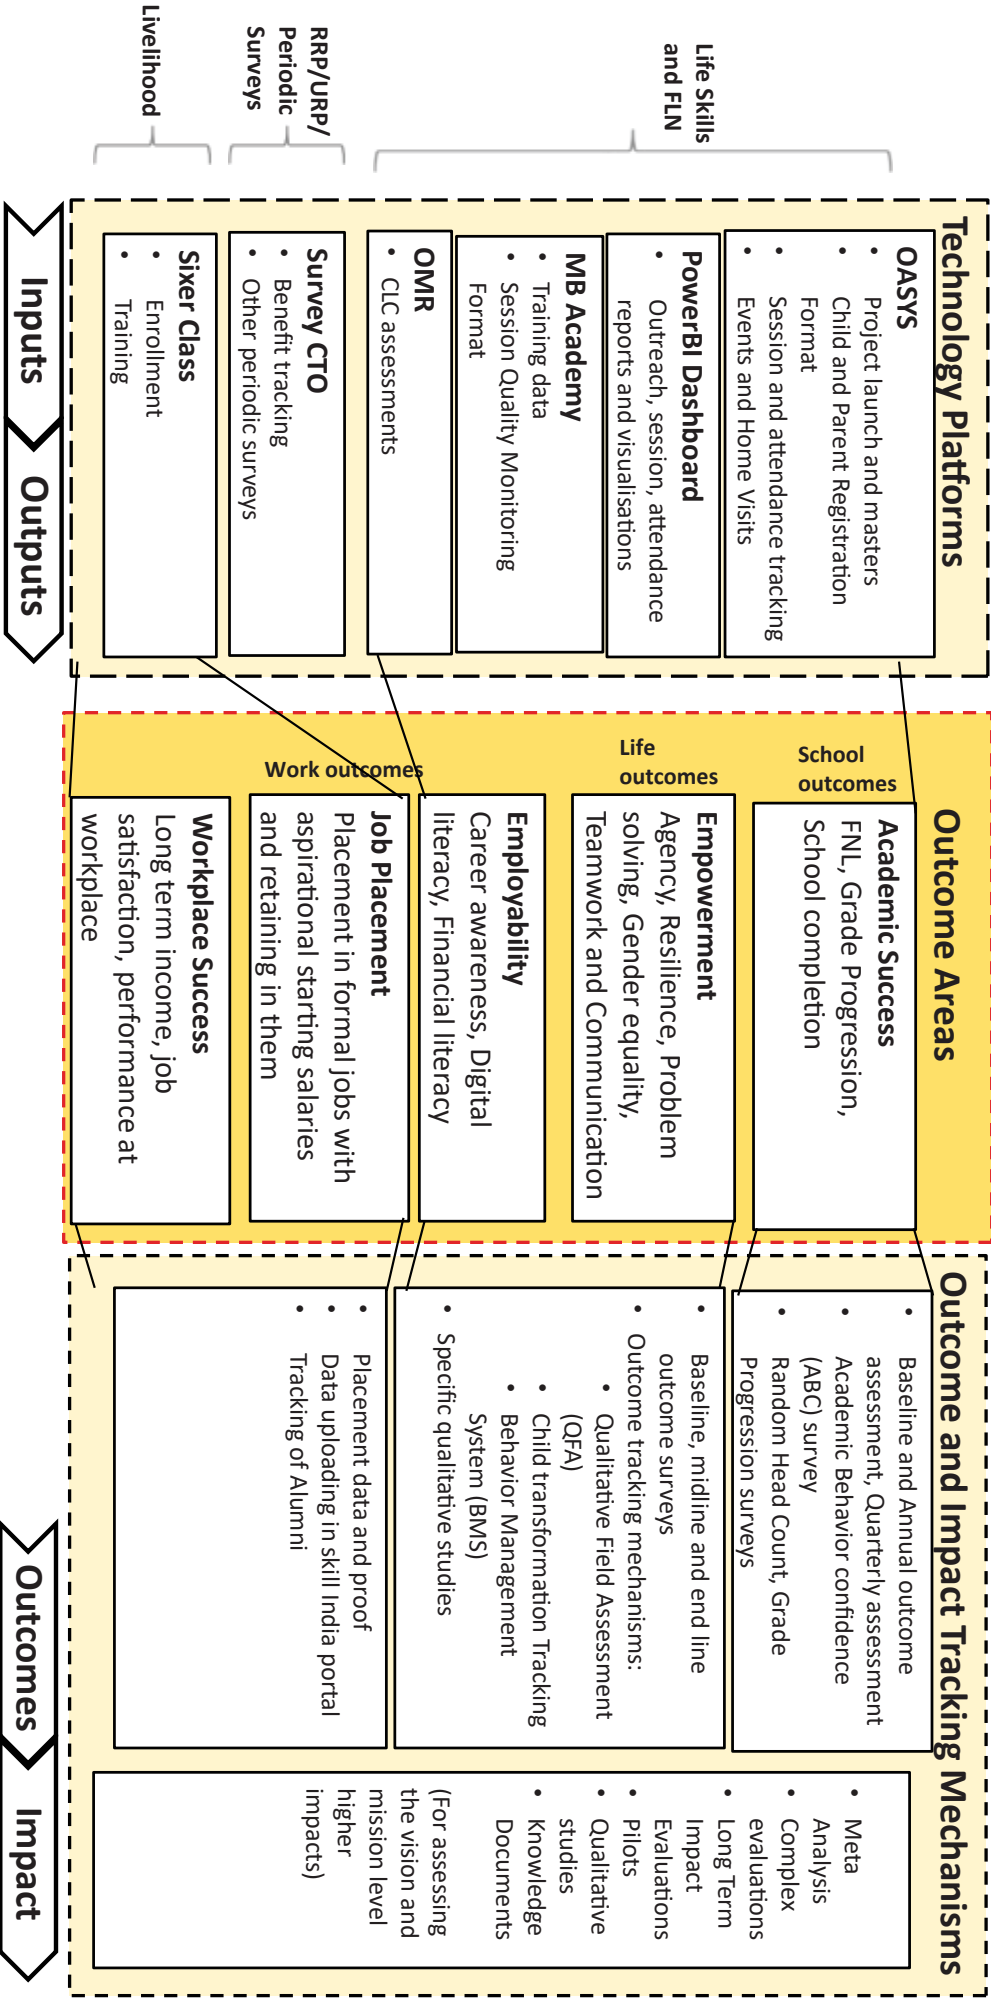 Technology Platforms
Life Skills
and FLN
OASYS
• Project launch and masters
• Child and Parent Registration
Format
• Session and attendance tracking
• Events and Home Visits
PowerBI Dashboard
• Outreach, session, attendance
reports and visualisations
MB Academy
• Training data
• Session Quality Monitoring
Format
OMR
• CLC assessments
RRP/URP/
Periodic
Surveys
Survey CTO
• Benefit tracking
• Other periodic surveys
Livelihood
Sixer Class
• Enrollment
• Training
Inputs
Outputs
Outcome Areas
School
outcomes
Academic Success
FNL, Grade Progression,
School completion
Life
outcomes
Empowerment
Agency, Resilience, Problem
solving, Gender equality,
Teamwork and Communication
Work outcomes
Employability
Career awareness, Digital
literacy, Financial literacy
Job Placement
Placement in formal jobs with
aspirational starting salaries
and retaining in them
Workplace Success
Long term income, job
satisfaction, performance at
workplace
Outcome and Impact Tracking Mechanisms
• Baseline and Annual outcome
assessment, Quarterly assessment
• Academic Behavior confidence
(ABC) survey
• Random Head Count, Grade
Progression surveys
• Baseline, midline and end line
outcome surveys
• Outcome tracking mechanisms:
• Qualitative Field Assessment
(QFA)
• Child transformation Tracking
• Behavior Management
System (BMS)
• Specific qualitative studies
• Placement data and proof
• Data uploading in skill India portal
• Tracking of Alumni
• Meta
Analysis
• Complex
evaluations
• Long Term
Impact
Evaluations
• Pilots
• Qualitative
studies
• Knowledge
Documents
(For assessing
the vision and
mission level
higher
impacts)
Outcomes
Impact